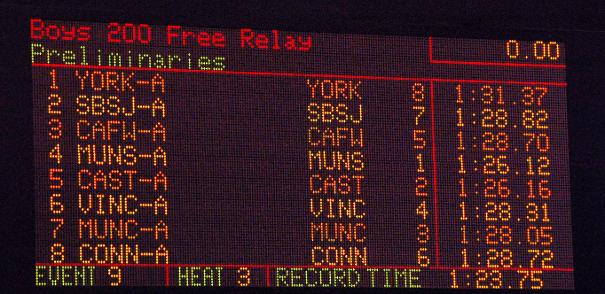 Boys 200 Free Relay 0.00
Preliminaries
1 YORK-A YORK 8 1:31.37
2 SBSJ-A SBSJ 7 1:28.82
3 CAFW-A CAFW 5 1:28.70
4 MUNS-A MUNS 1 1:26.12
5 CAST-A CAST 2 1:26.16
6 VINC-A VINC 4 1:28.31
7 MUNC-A MUNC 3 1:28.05
8 CONN-A CONN 6 1:28.72
EVENT 9 HEAT 3 RECORD TIME 1:23.75